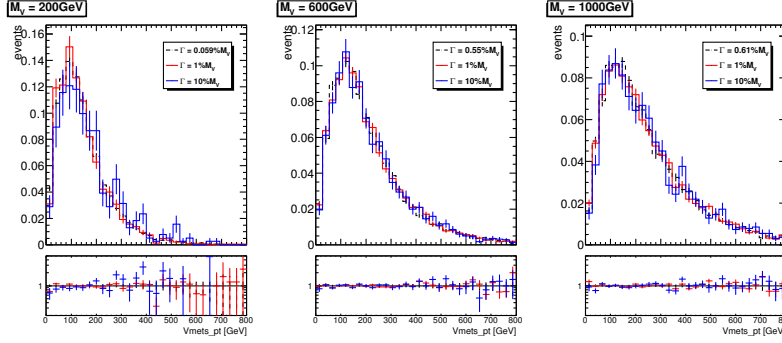 M_V = 200GeV
events
0.16
0.14
0.12
0.1
0.08
0.06
0.04
0.02
0
Γ = 0.059%M_V
Γ = 1%M_V
Γ = 10%M_V
1
0 100 200 300 400 500 600 700 800
Vmets_pt [GeV]
M_V = 600GeV
events
0.12
0.1
0.08
0.06
0.04
0.02
0
Γ = 0.55%M_V
Γ = 1%M_V
Γ = 10%M_V
1
0 100 200 300 400 500 600 700 800
Vmets_pt [GeV]
M_V = 1000GeV
events
0.1
0.08
0.06
0.04
0.02
0
Γ = 0.61%M_V
Γ = 1%M_V
Γ = 10%M_V
1
0 100 200 300 400 500 600 700 80
Vmets_pt [GeV]